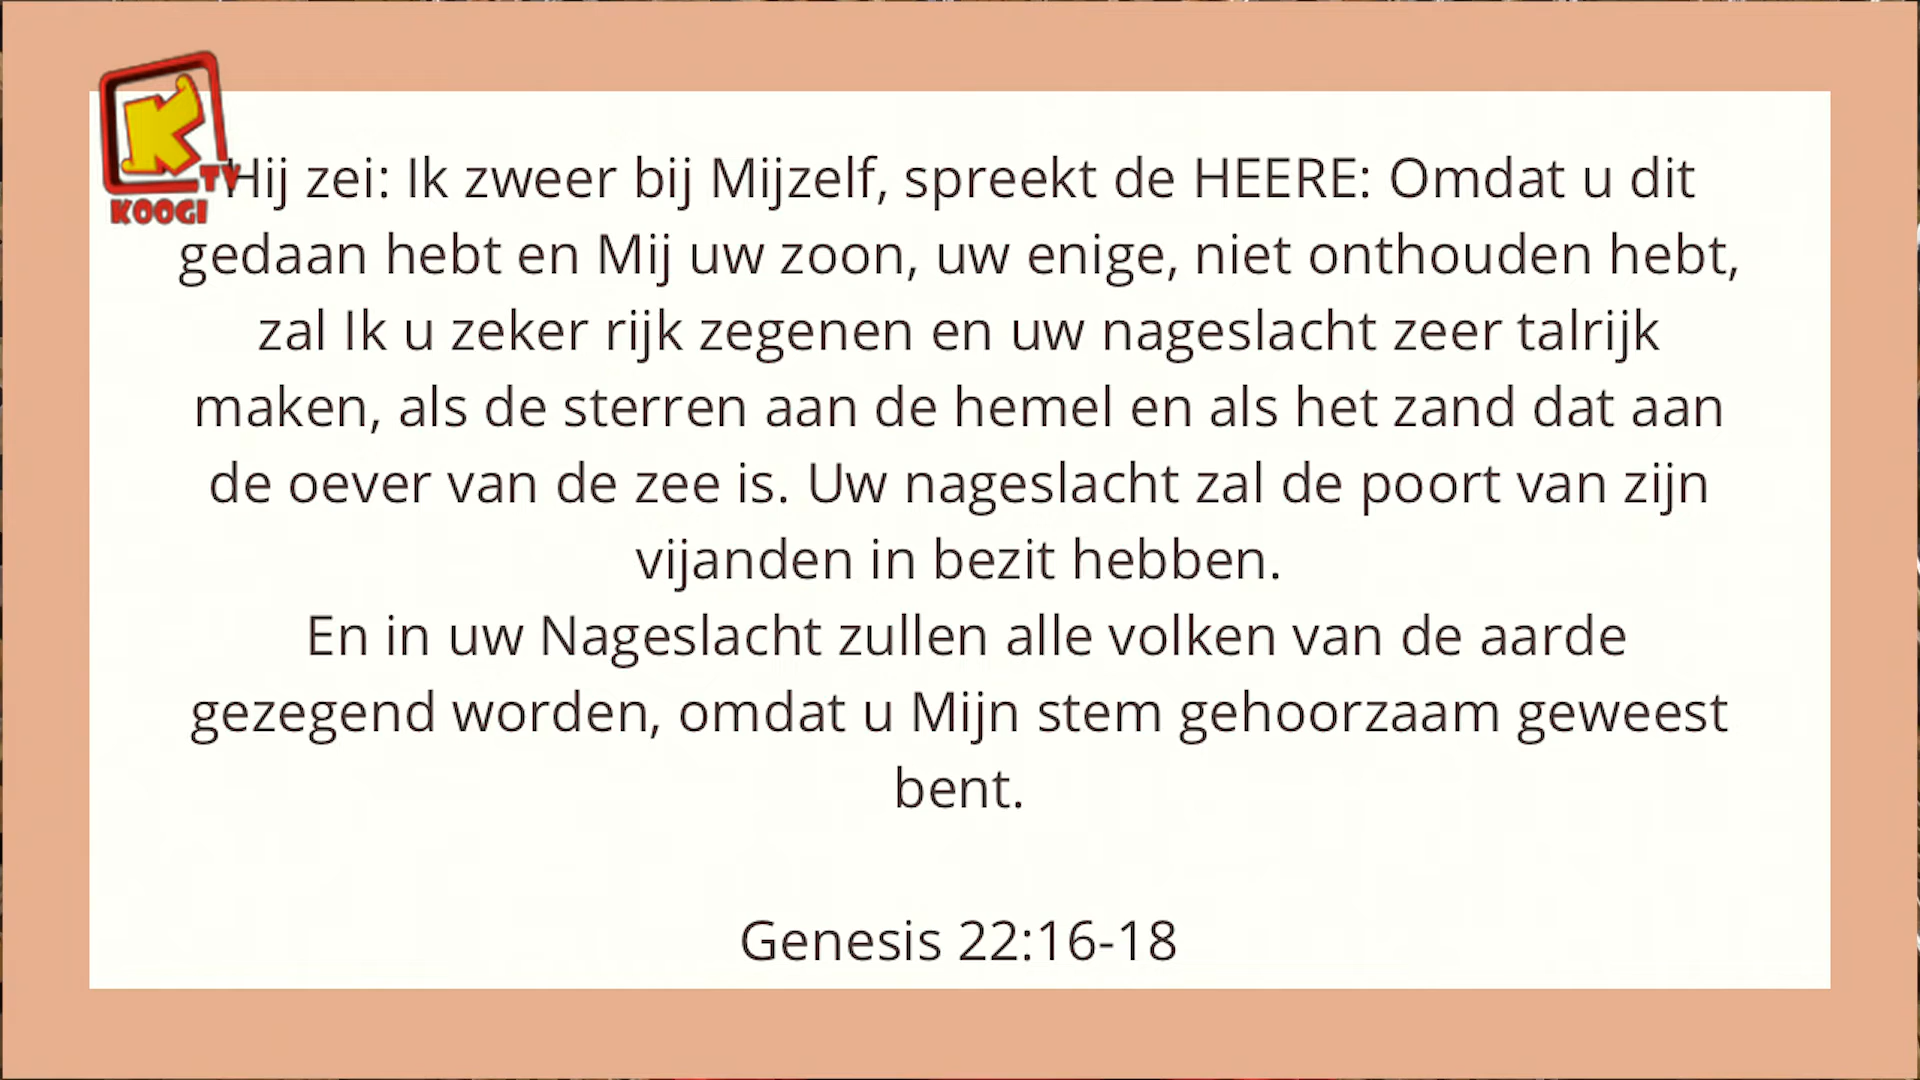 K
TV
KOOGI
Hij zei: Ik zweer bij Mijzelf, spreekt de HEERE: Omdat u dit
gedaan hebt en Mij uw zoon, uw enige, niet onthouden hebt,
zal Ik u zeker rijk zegenen en uw nageslacht zeer talrijk
maken, als de sterren aan de hemel en als het zand dat aan
de oever van de zee is. Uw nageslacht zal de poort van zijn
vijanden in bezit hebben.
En in uw Nageslacht zullen alle volken van de aarde
gezegend worden, omdat u Mijn stem gehoorzaam geweest
bent.
Genesis 22:16-18